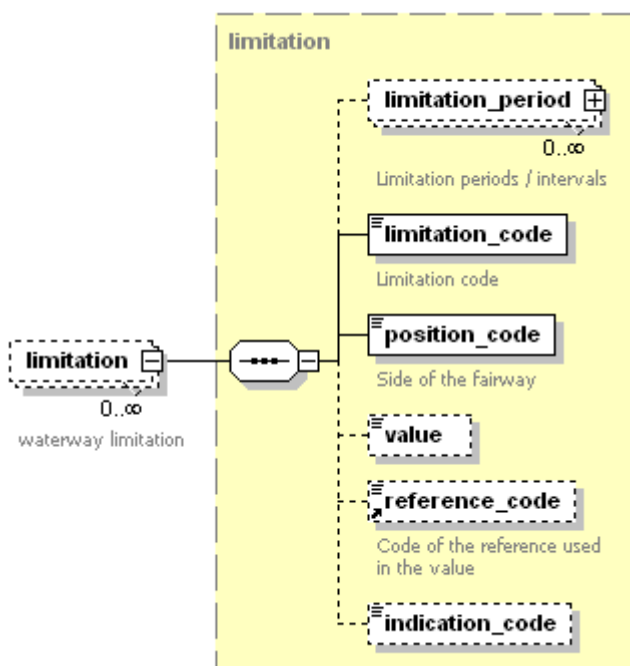 limitation
limitation_period
0..∞
Limitation periods / intervals
limitation_code
Limitation code
position_code
Side of the fairway
limitation
0..∞
waterway limitation
value
reference_code
Code of the reference used
in the value
indication_code